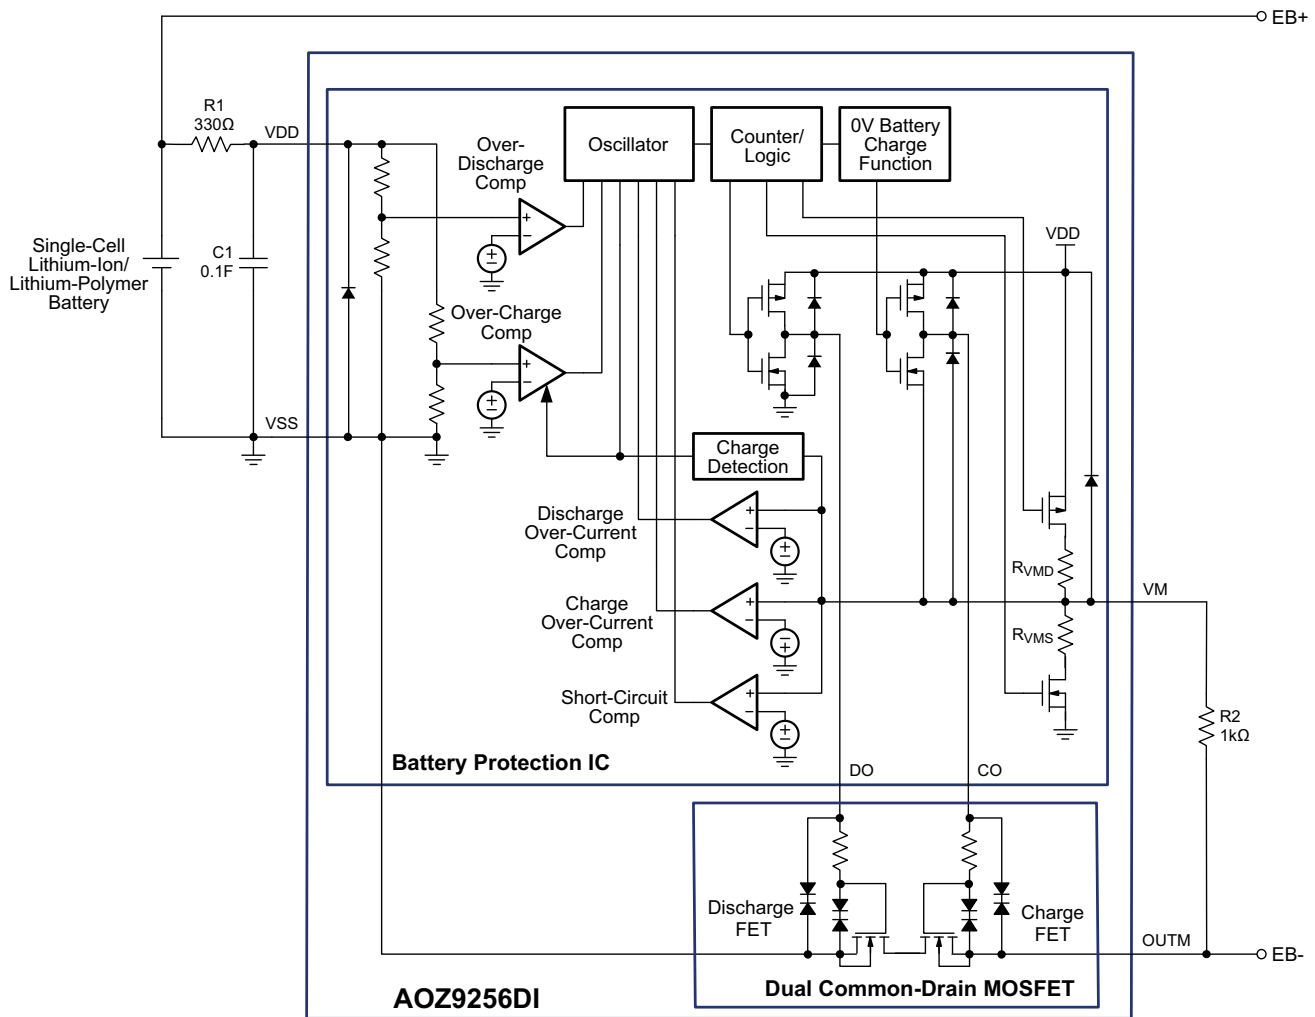 EB+
R1
330Ω
VDD
Over-
Discharge
Comp
Oscillator
Counter/
Logic
0V Battery
Charge
Function
VDD
Single-Cell
Lithium-Ion/
Lithium-Polymer
Battery
C1
0.1F
Over-Charge
Comp
VSS
Charge
Detection
Discharge
Over-Current
Comp
RVMD
VM
Charge
Over-Current
Comp
RVMS
Short-Circuit
Comp
R2
1kΩ
Battery Protection IC
DO
CO
Discharge
FET
Charge
FET
OUTM
EB-
Dual Common-Drain MOSFET
AOZ9256DI